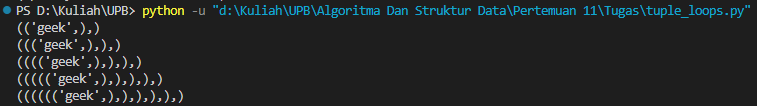 PS D:\Kuliah\UPB> python -u "d:\Kuliah\UPB\Algoritma Dan Struktur Data\Pertemuan 11\Tugas\tuple_loops.py"
(('geek',),)
((('geek',),),)
(((('geek',),),),)
((((('geek',),),),),)
(((((('geek',),),),),),)